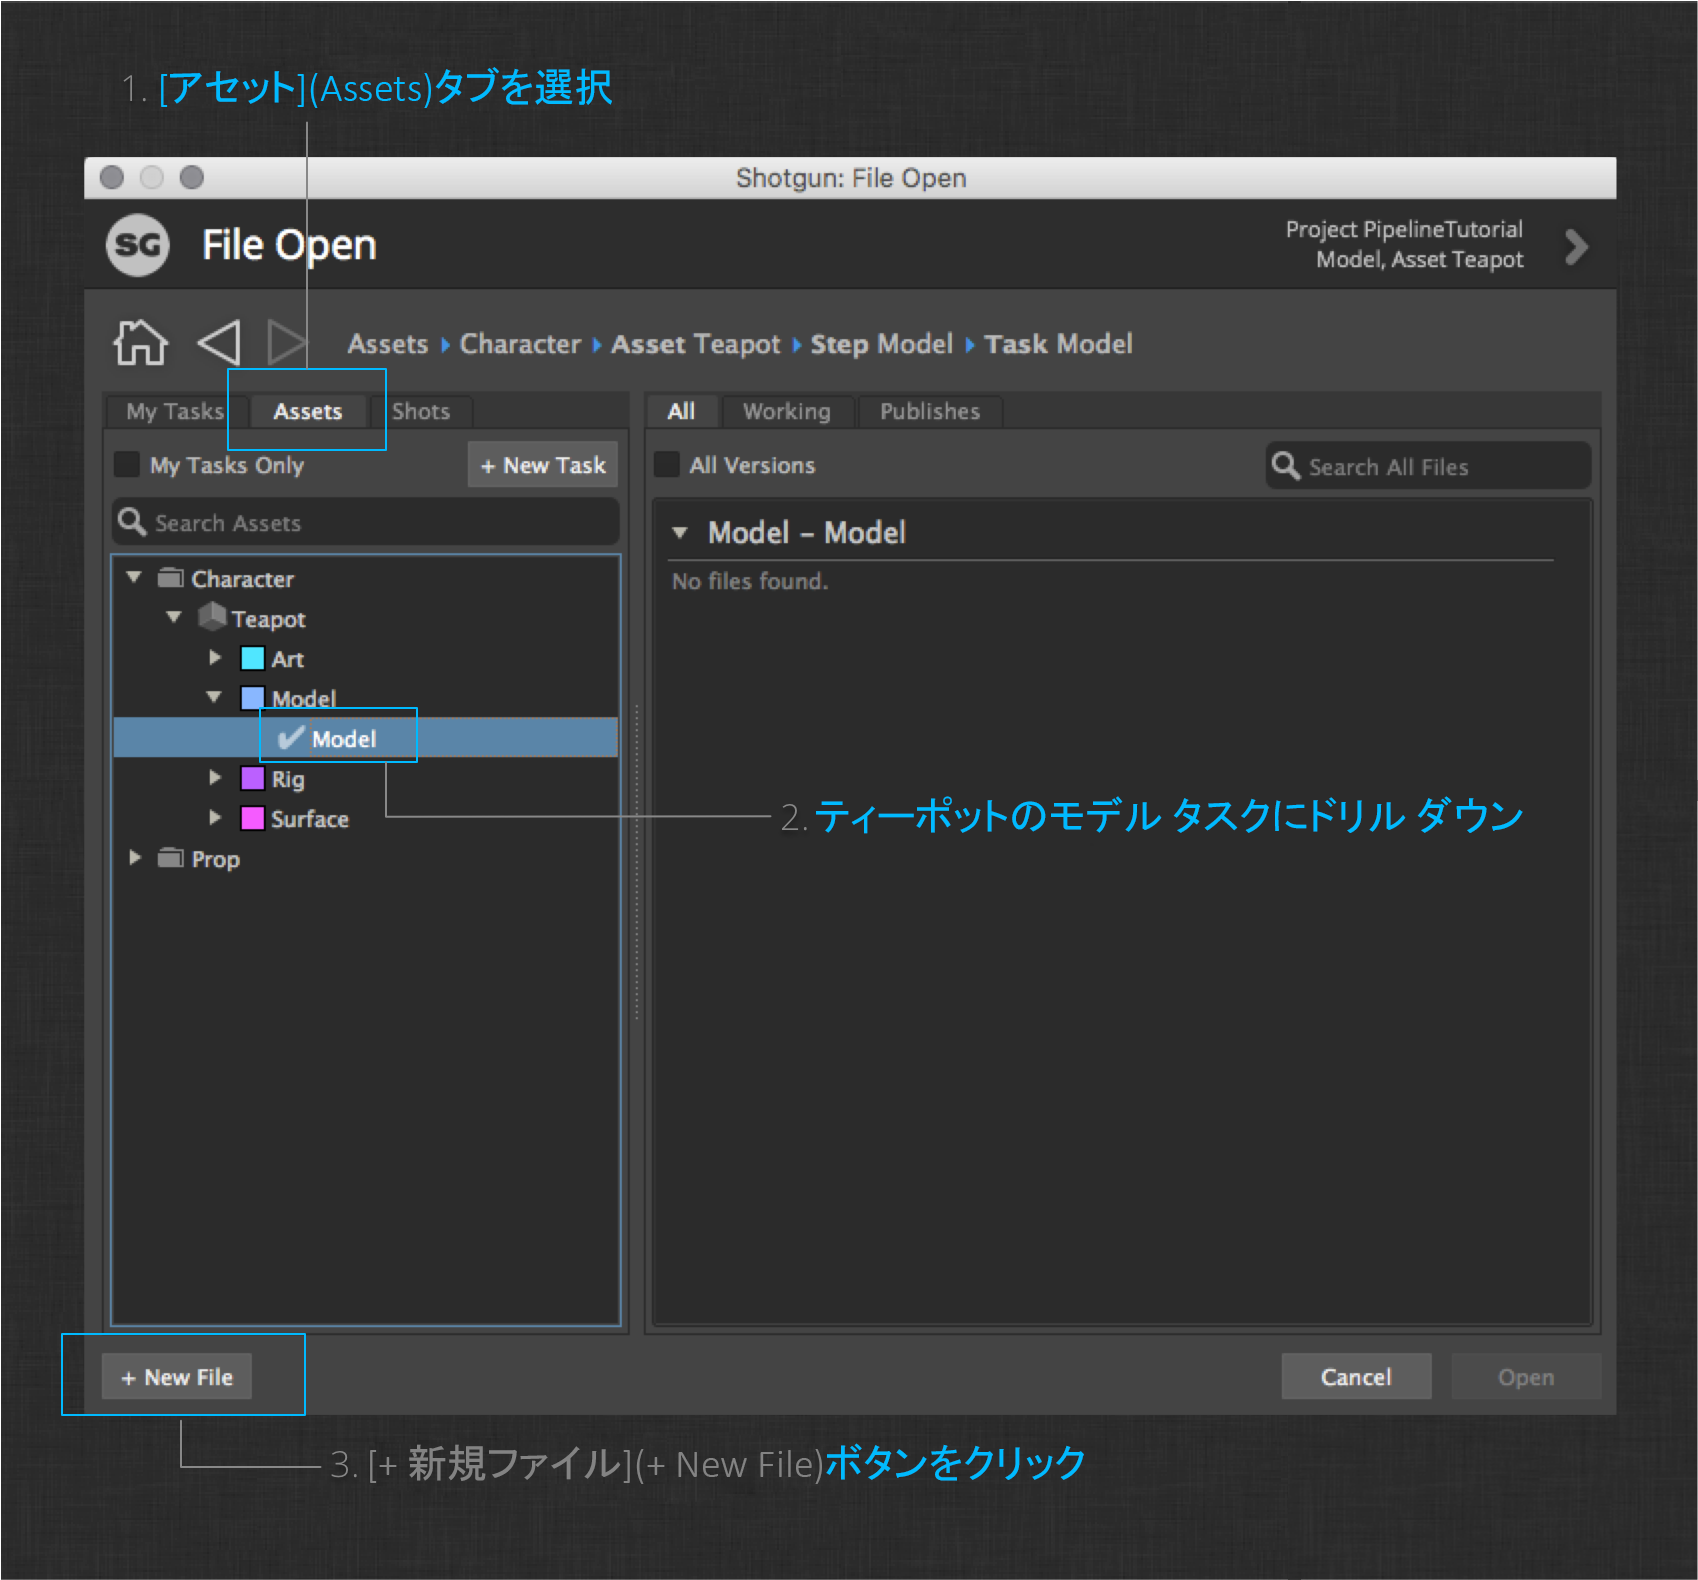 1. [アセット](Assets)タブを選択
Shotgun: File Open
SG File Open
Project PipelineTutorial
Model, Asset Teapot
Assets Character Asset Teapot Step Model Task Model
My Tasks Assets Shots
All Working Publishes
My Tasks Only + New Task
All Versions Search All Files
Search Assets
Model – Model
No files found.
Character
Teapot
Art
Model
Model
Rig
Surface
Prop
2. ティーポットのモデル タスクにドリル ダウン
+ New File
Cancel Open
3. [+ 新規ファイル](+ New File)ボタンをクリック